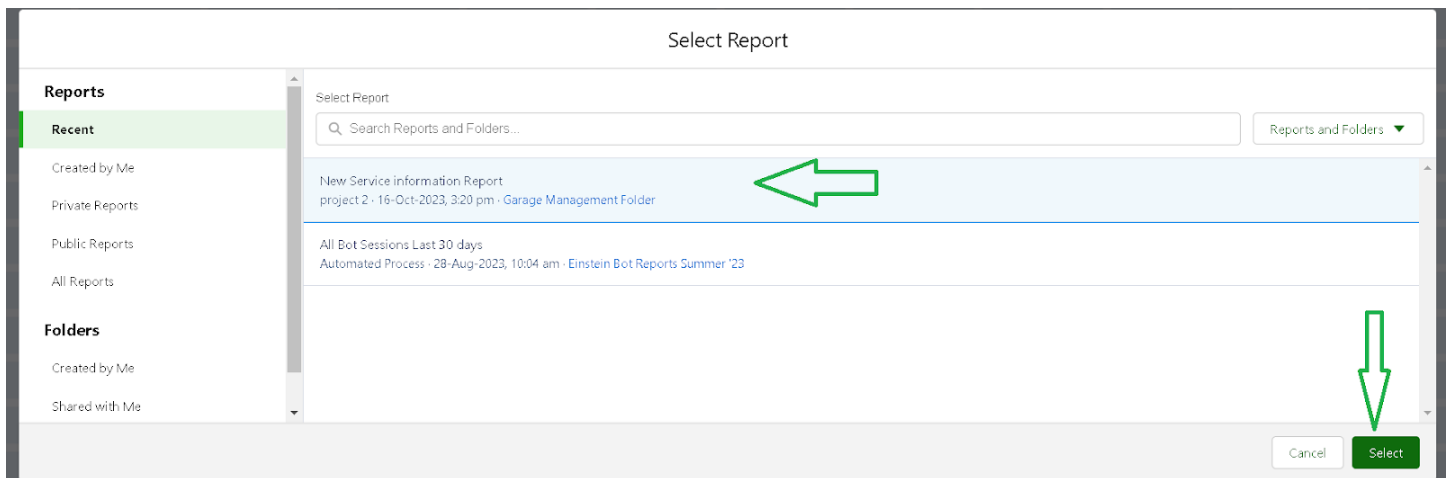 Select Report
Reports
Recent
Created by Me
Private Reports
Public Reports
All Reports
Folders
Created by Me
Shared with Me
Select Report
Search Reports and Folders...
Reports and Folders
New Service information Report
project 2 · 16-Oct-2023, 3:20 pm · Garage Management Folder
All Bot Sessions Last 30 days
Automated Process · 28-Aug-2023, 10:04 am · Einstein Bot Reports Summer '23
Cancel
Select